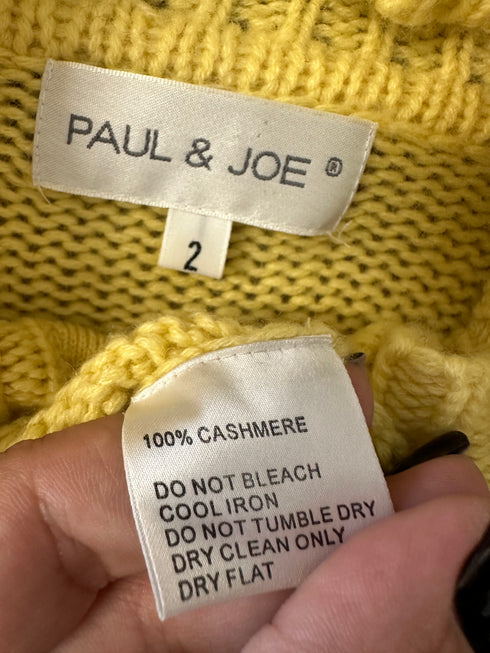 PAUL & JOE ®
2
100% CASHMERE
DO NOT BLEACH
COOL IRON
DO NOT TUMBLE DRY
DRY CLEAN ONLY
DRY FLAT